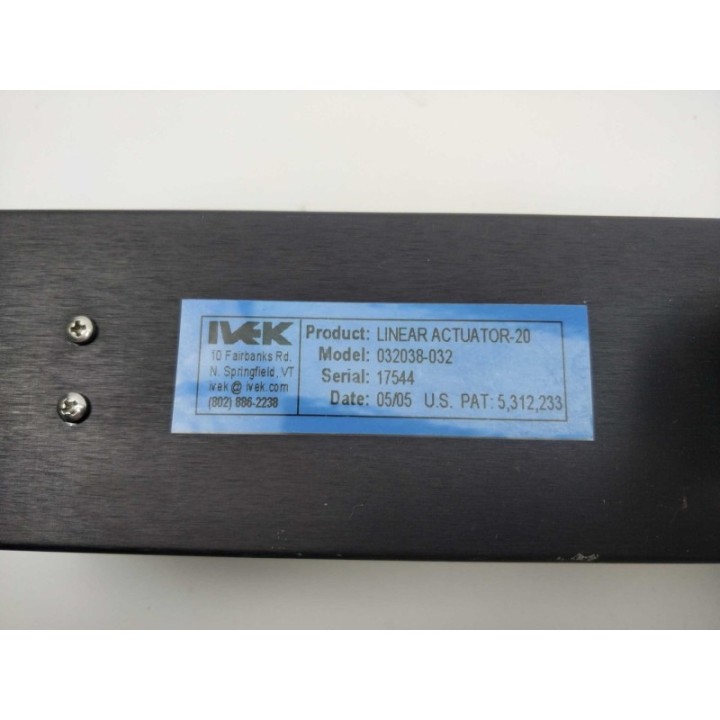 IVEK
10 Fairbanks Rd.
N. Springfield, VT
ivek @ ivek.com
(802) 886-2238
Product: LINEAR ACTUATOR-20
Model: 032038-032
Serial: 17544
Date: 05/05 U.S. PAT: 5,312,233